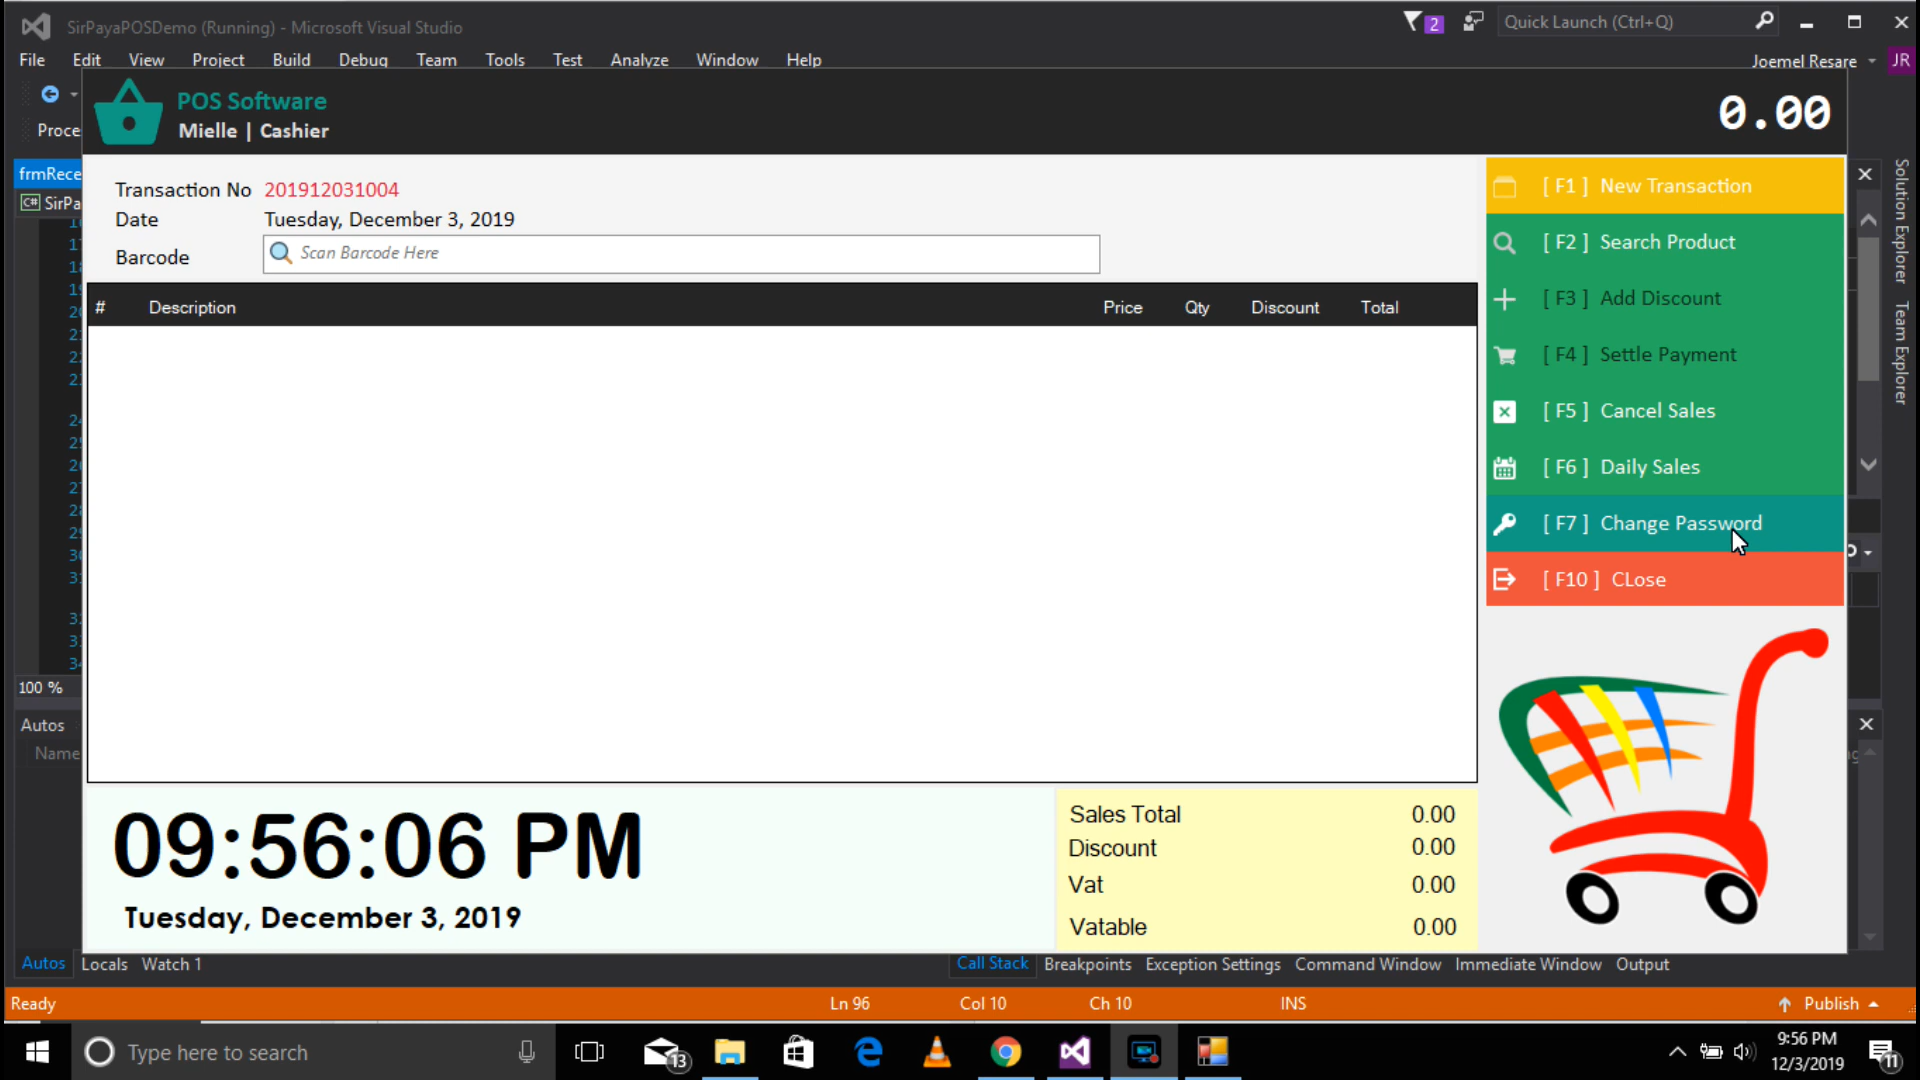 SirPayaPOSDemo (Running) - Microsoft Visual Studio
2
Quick Launch (Ctrl+Q)
File Edit View Project Build Debug Team Tools Test Analyze Window Help
Joemel Resare JR
POS Software
Mielle | Cashier
0.00
Proce
frmRece
C# SirPa
Transaction No 201912031004
Date Tuesday, December 3, 2019
Barcode Scan Barcode Here
# Description Price Qty Discount Total
[ F1 ] New Transaction
[ F2 ] Search Product
[ F3 ] Add Discount
[ F4 ] Settle Payment
[ F5 ] Cancel Sales
[ F6 ] Daily Sales
[ F7 ] Change Password
[ F10 ] CLose
Solution Explorer
Team Explorer
100 %
Autos
Name
09:56:06 PM
Tuesday, December 3, 2019
Sales Total 0.00
Discount 0.00
Vat 0.00
Vatable 0.00
Autos Locals Watch 1
Call Stack Breakpoints Exception Settings Command Window Immediate Window Output
Ready Ln 96 Col 10 Ch 10 INS Publish
Type here to search
13
9:56 PM
12/3/2019
11